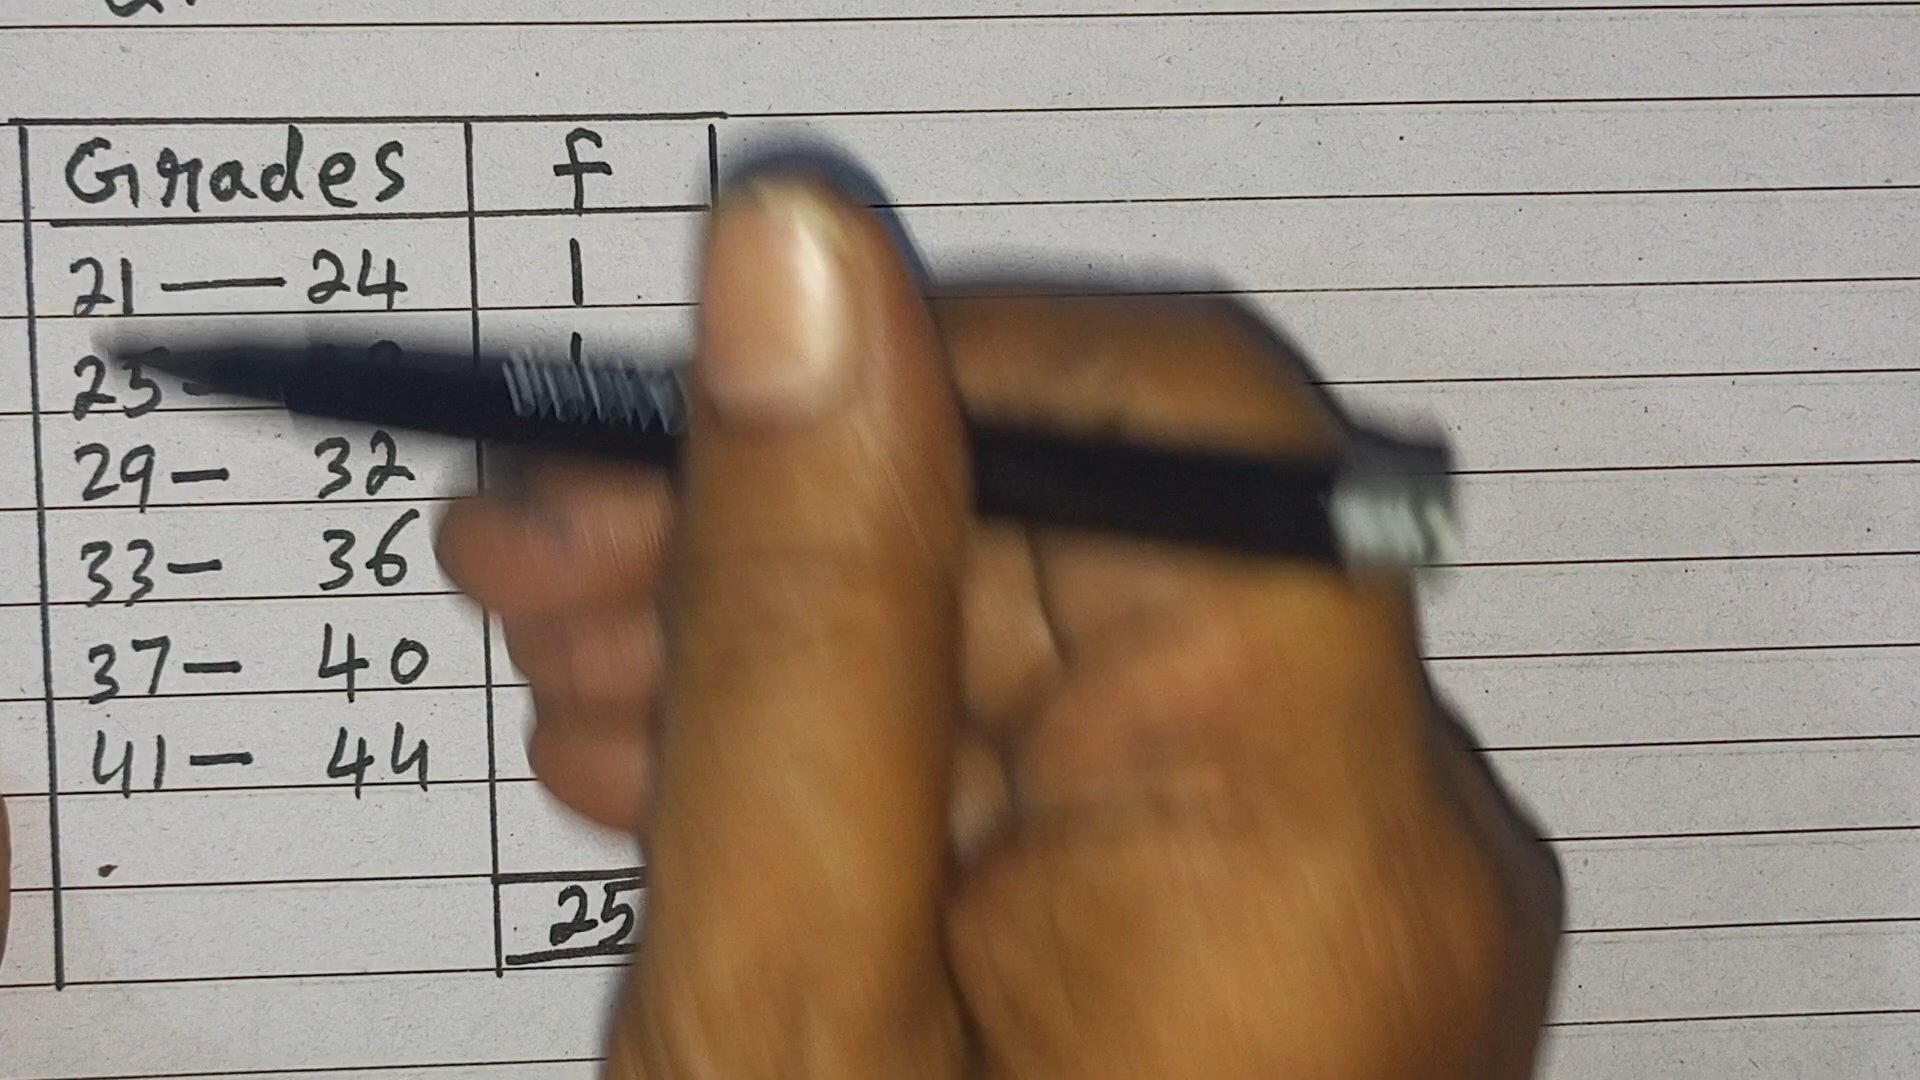 Grades f
21 — 24 1
25
29 - 32
33 - 36
37 - 40
41 - 44
25